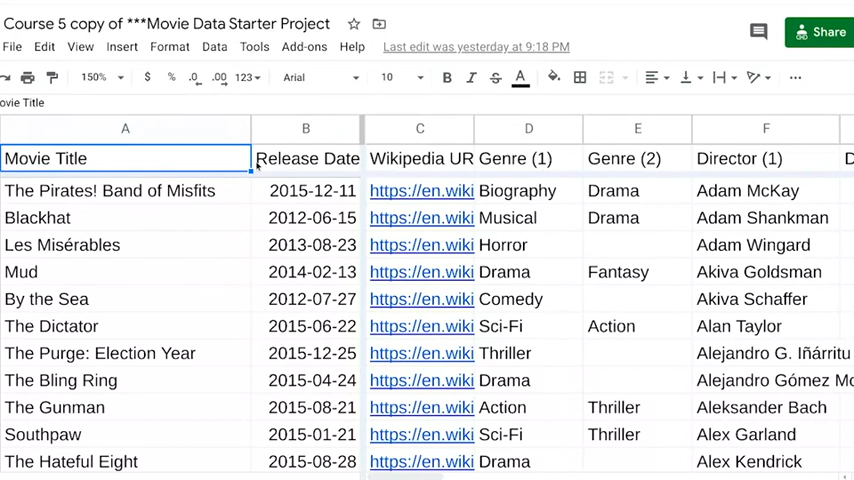 Course 5 copy of ***Movie Data Starter Project
File Edit View Insert Format Data Tools Add-ons Help Last edit was yesterday at 9:18 PM
Share
150% $ % .0 .00 123 Arial 10 B I S A
ovie Title
A B C D E F
Movie Title Release Date Wikipedia UR Genre (1) Genre (2) Director (1) D
The Pirates! Band of Misfits 2015-12-11 https://en.wiki Biography Drama Adam McKay
Blackhat 2012-06-15 https://en.wiki Musical Drama Adam Shankman
Les Misérables 2013-08-23 https://en.wiki Horror Adam Wingard
Mud 2014-02-13 https://en.wiki Drama Fantasy Akiva Goldsman
By the Sea 2012-07-27 https://en.wiki Comedy Akiva Schaffer
The Dictator 2015-06-22 https://en.wiki Sci-Fi Action Alan Taylor
The Purge: Election Year 2015-12-25 https://en.wiki Thriller Alejandro G. Iñárritu
The Bling Ring 2015-04-24 https://en.wiki Drama Alejandro Gómez Mo
The Gunman 2015-08-21 https://en.wiki Action Thriller Aleksander Bach
Southpaw 2015-01-21 https://en.wiki Sci-Fi Thriller Alex Garland
The Hateful Eight 2015-08-28 https://en.wiki Drama Alex Kendrick